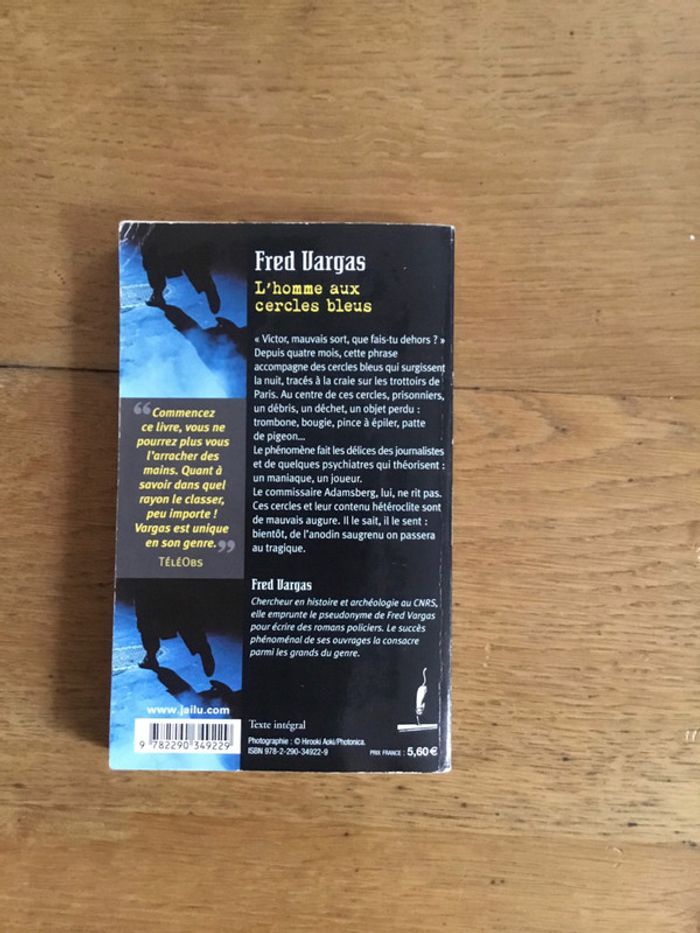 Fred Vargas
L'homme aux
cercles bleus
« Victor, mauvais sort, que fais-tu dehors ? »
Depuis quatre mois, cette phrase
accompagne des cercles bleus qui surgissent
la nuit, tracés à la craie sur les trottoirs de
Paris. Au centre de ces cercles, prisonniers,
un débris, un déchet, un objet perdu :
trombone, bougie, pince à épiler, patte
de pigeon...
Le phénomène fait les délices des journalistes
et de quelques psychiatres qui théorisent :
un maniaque, un joueur.
Le commissaire Adamsberg, lui, ne rit pas.
Ces cercles et leur contenu hétéroclite sont
de mauvais augure. Il le sait, il le sent :
bientôt, de l'anodin saugrenu on passera
au tragique.
“Commencez
ce livre, vous ne
pourrez plus vous
l'arracher des
mains. Quant à
savoir dans quel
rayon le classer,
peu importe !
Vargas est unique
en son genre.”
TÉLÉOBS
Fred Vargas
Chercheur en histoire et archéologie au CNRS,
elle emprunte le pseudonyme de Fred Vargas
pour écrire des romans policiers. Le succès
phénoménal de ses ouvrages la consacre
parmi les grands du genre.
www.jailu.com
9 782290 349229
Texte intégral
Photographie : © Hirooki Aoki/Photonica.
ISBN 978-2-290-34922-9
PRIX FRANCE : 5,60€